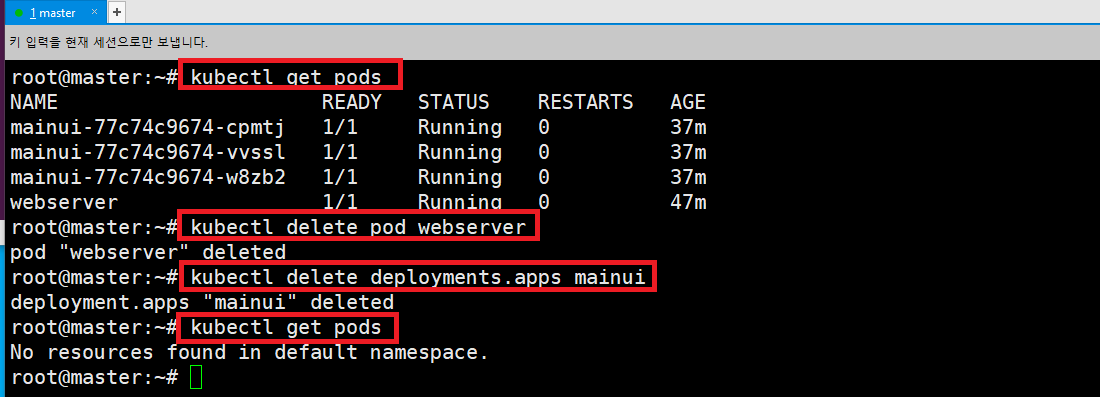 1 master × +
키 입력을 현재 세션으로만 보냅니다.
root@master:~# kubectl get pods
NAME READY STATUS RESTARTS AGE
mainui-77c74c9674-cpmtj 1/1 Running 0 37m
mainui-77c74c9674-vvssl 1/1 Running 0 37m
mainui-77c74c9674-w8zb2 1/1 Running 0 37m
webserver 1/1 Running 0 47m
root@master:~# kubectl delete pod webserver
pod "webserver" deleted
root@master:~# kubectl delete deployments.apps mainui
deployment.apps "mainui" deleted
root@master:~# kubectl get pods
No resources found in default namespace.
root@master:~#